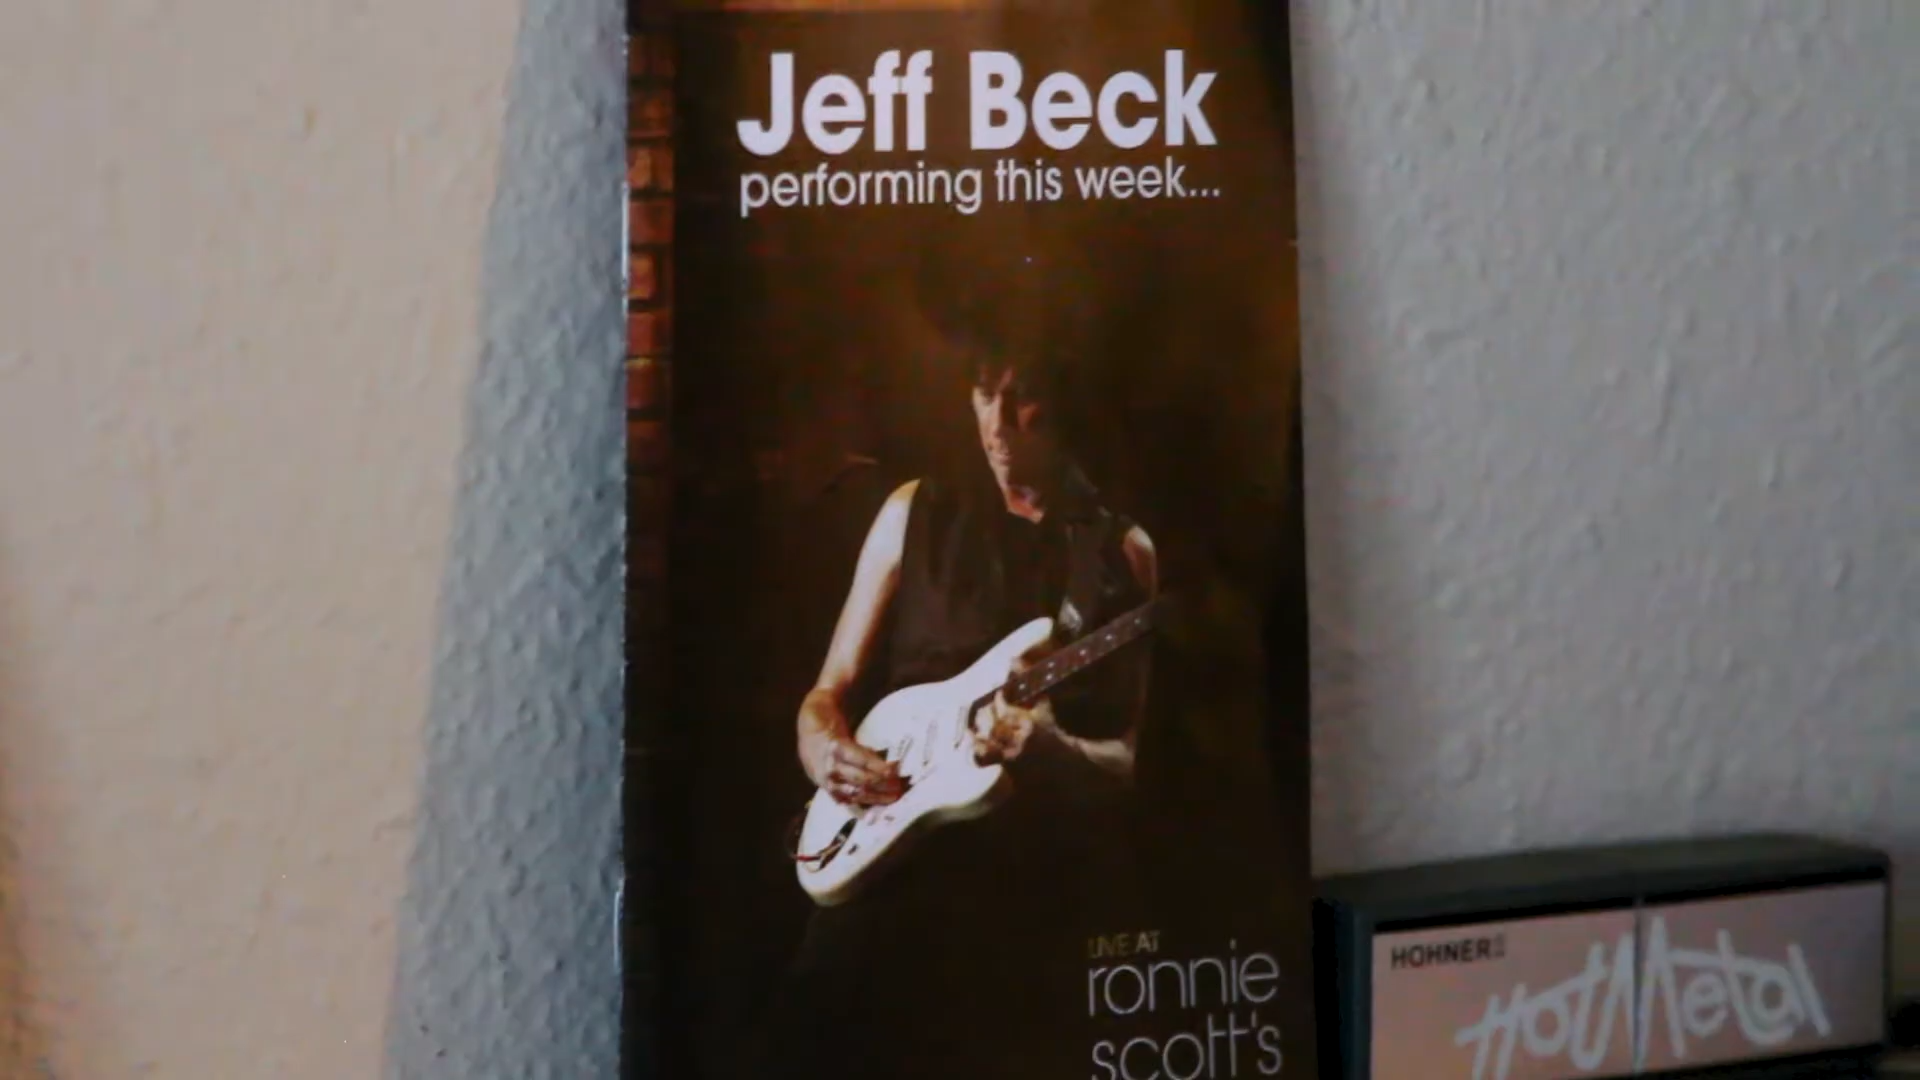 Jeff Beck
performing this week...
LIVE AT
ronnie
scott's
HOHNER
Hot Metal